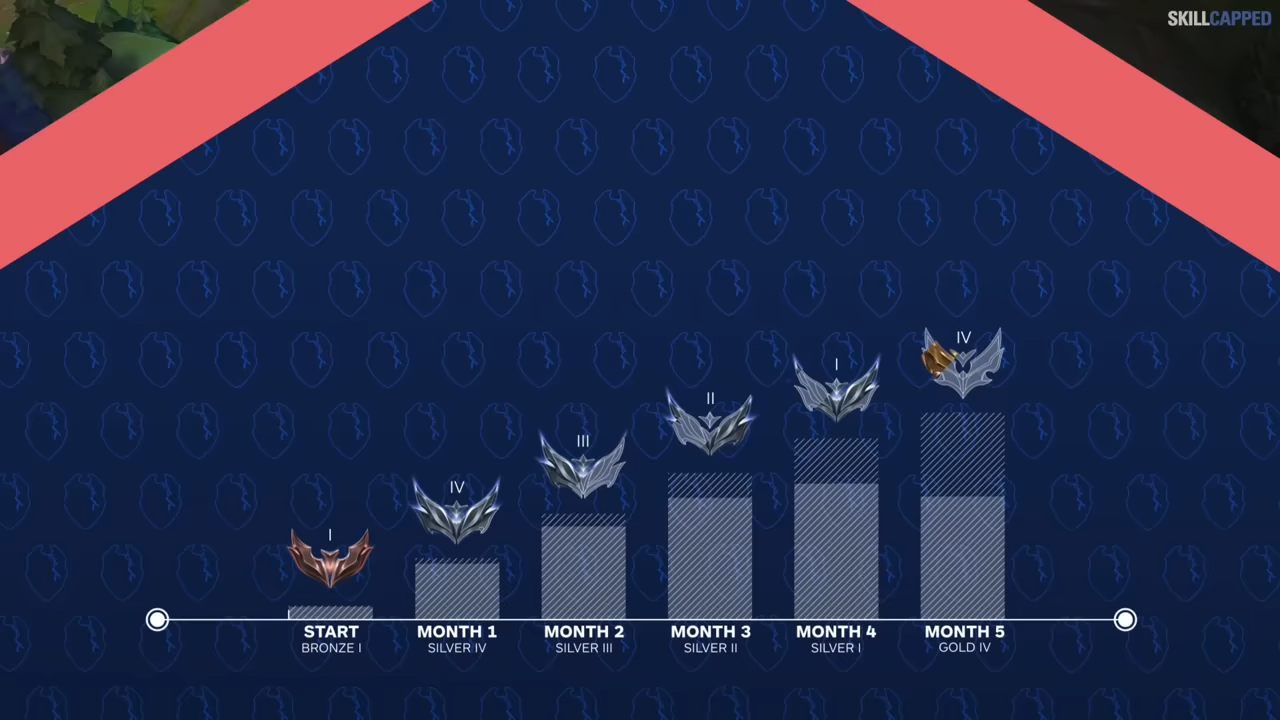 SKILLCAPPED
IV
I
II
III
IV
I
START
MONTH 1
MONTH 2
MONTH 3
MONTH 4
MONTH 5
BRONZE I
SILVER IV
SILVER III
SILVER II
SILVER I
GOLD IV